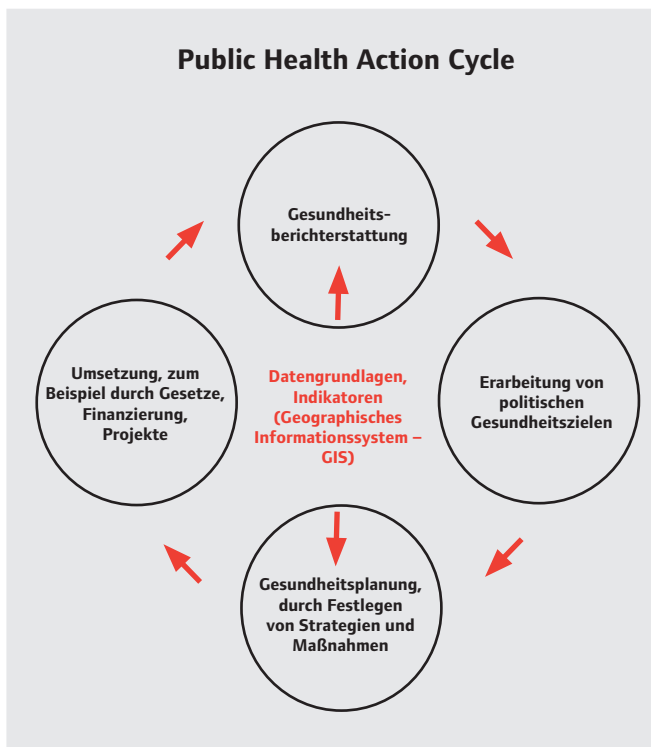 Public Health Action Cycle
Gesundheits-
berichterstattung
Umsetzung, zum
Beispiel durch Gesetze,
Finanzierung,
Projekte
Datengrundlagen,
Indikatoren
(Geographisches
Informationssystem –
GIS)
Erarbeitung von
politischen
Gesundheitszielen
Gesundheitsplanung,
durch Festlegen
von Strategien und
Maßnahmen